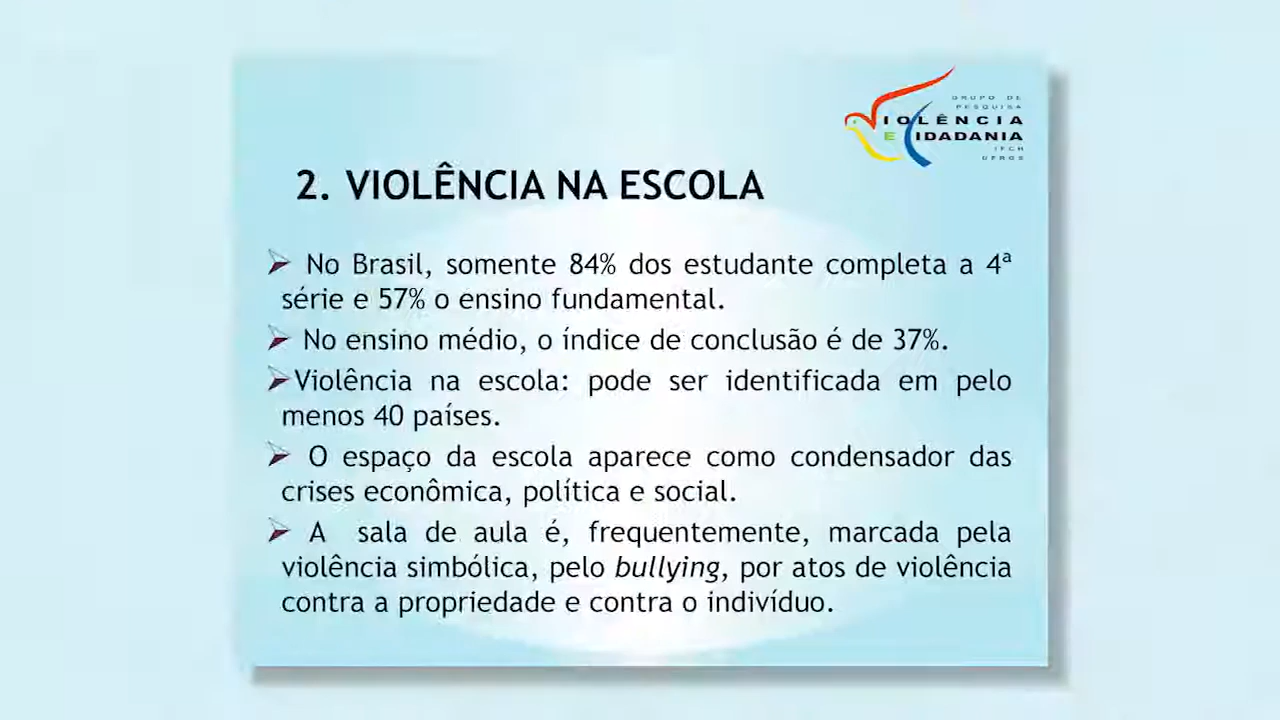 GRUPO DE
PESQUISA
VIOLÊNCIA
E CIDADANIA
IFCH
UFRGS
2. VIOLÊNCIA NA ESCOLA
No Brasil, somente 84% dos estudante completa a 4ª
série e 57% o ensino fundamental.
No ensino médio, o índice de conclusão é de 37%.
Violência na escola: pode ser identificada em pelo
menos 40 países.
O espaço da escola aparece como condensador das
crises econômica, política e social.
A sala de aula é, frequentemente, marcada pela
violência simbólica, pelo bullying, por atos de violência
contra a propriedade e contra o indivíduo.